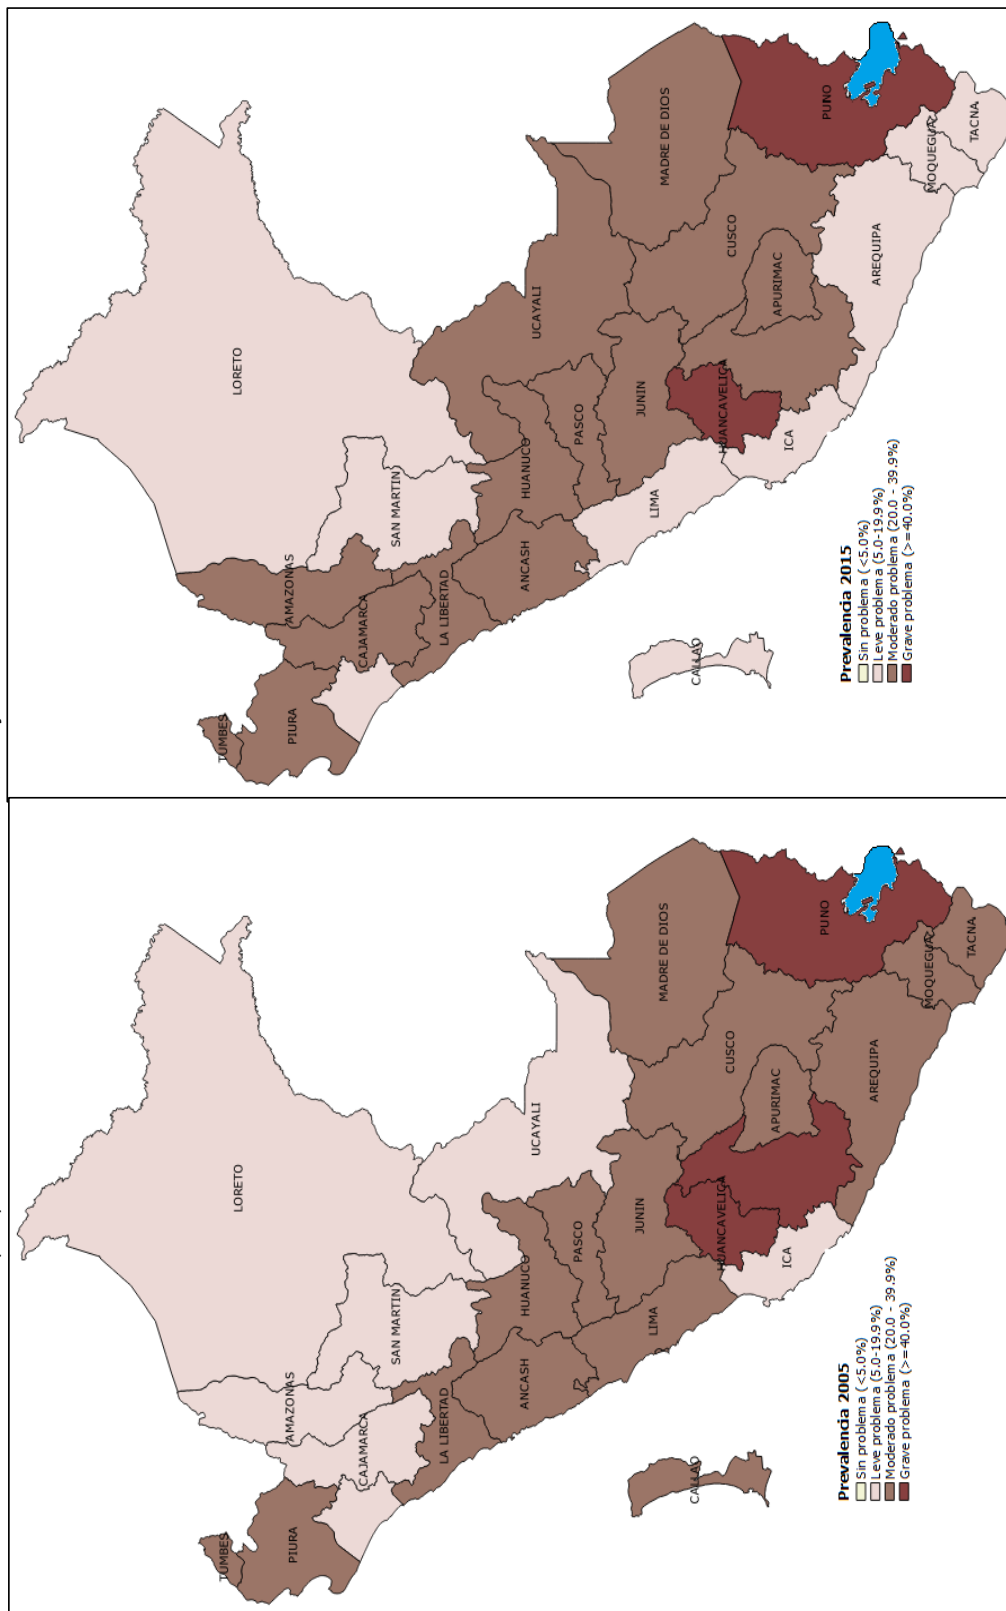 TUMBES
PIURA
AMAZONAS
CAJAMARCA
LORETO
SAN MARTIN
LA LIBERTAD
ANCASH
HUANUCO
UCAYALI
PASCO
JUNIN
LIMA
CALLAO
MADRE DE DIOS
CUSCO
HUANCAVELICA
APURIMAC
ICA
AREQUIPA
PUNO
MOQUEGUA
TACNA
Prevalencia 2005
Sin problema (<5.0%)
Leve problema (5.0-19.9%)
Moderado problema (20.0 - 39.9%)
Grave problema (>=40.0%)
TUMBES
PIURA
AMAZONAS
CAJAMARCA
LORETO
SAN MARTIN
LA LIBERTAD
ANCASH
HUANUCO
UCAYALI
PASCO
JUNIN
LIMA
CALLAO
MADRE DE DIOS
CUSCO
HUANCAVELICA
APURIMAC
ICA
AREQUIPA
PUNO
MOQUEGUA
TACNA
Prevalencia 2015
Sin problema (<5.0%)
Leve problema (5.0-19.9%)
Moderado problema (20.0 - 39.9%)
Grave problema (>=40.0%)